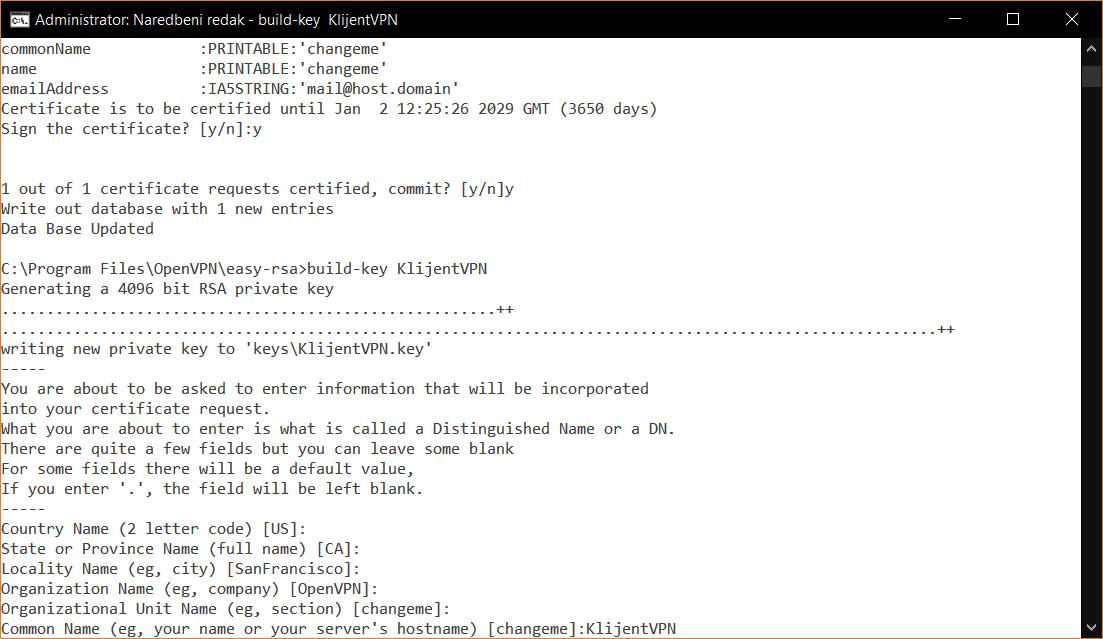 Administrator: Naredbeni redak - build-key  KlijentVPN
commonName            :PRINTABLE:'changeme'
name                  :PRINTABLE:'changeme'
emailAddress          :IA5STRING:'mail@host.domain'
Certificate is to be certified until Jan  2 12:25:26 2029 GMT (3650 days)
Sign the certificate? [y/n]:y
1 out of 1 certificate requests certified, commit? [y/n]y
Write out database with 1 new entries
Data Base Updated
C:\Program Files\OpenVPN\easy-rsa>build-key KlijentVPN
Generating a 4096 bit RSA private key
.......................................................++
........................................................................................................++
writing new private key to 'keys\KlijentVPN.key'
-----
You are about to be asked to enter information that will be incorporated
into your certificate request.
What you are about to enter is what is called a Distinguished Name or a DN.
There are quite a few fields but you can leave some blank
For some fields there will be a default value,
If you enter '.', the field will be left blank.
-----
Country Name (2 letter code) [US]:
State or Province Name (full name) [CA]:
Locality Name (eg, city) [SanFrancisco]:
Organization Name (eg, company) [OpenVPN]:
Organizational Unit Name (eg, section) [changeme]:
Common Name (eg, your name or your server's hostname) [changeme]:KlijentVPN